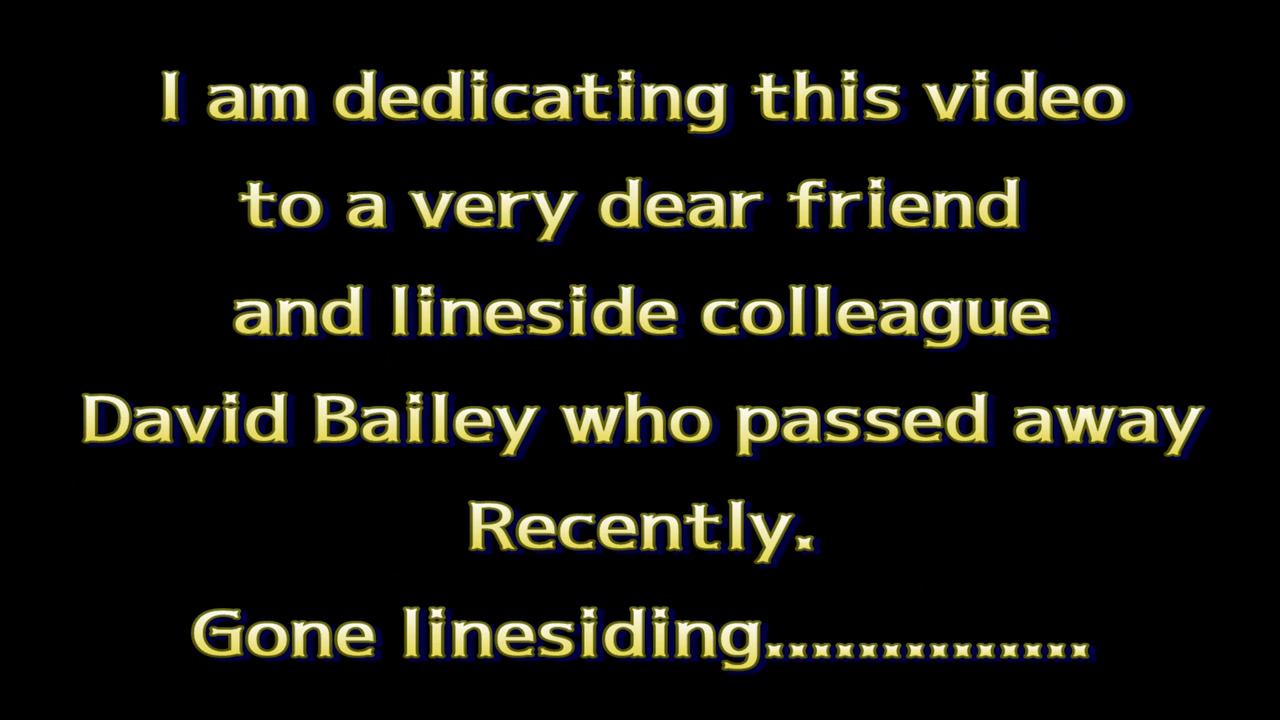 I am dedicating this video
to a very dear friend
and lineside colleague
David Bailey who passed away
Recently.
Gone linesiding..............